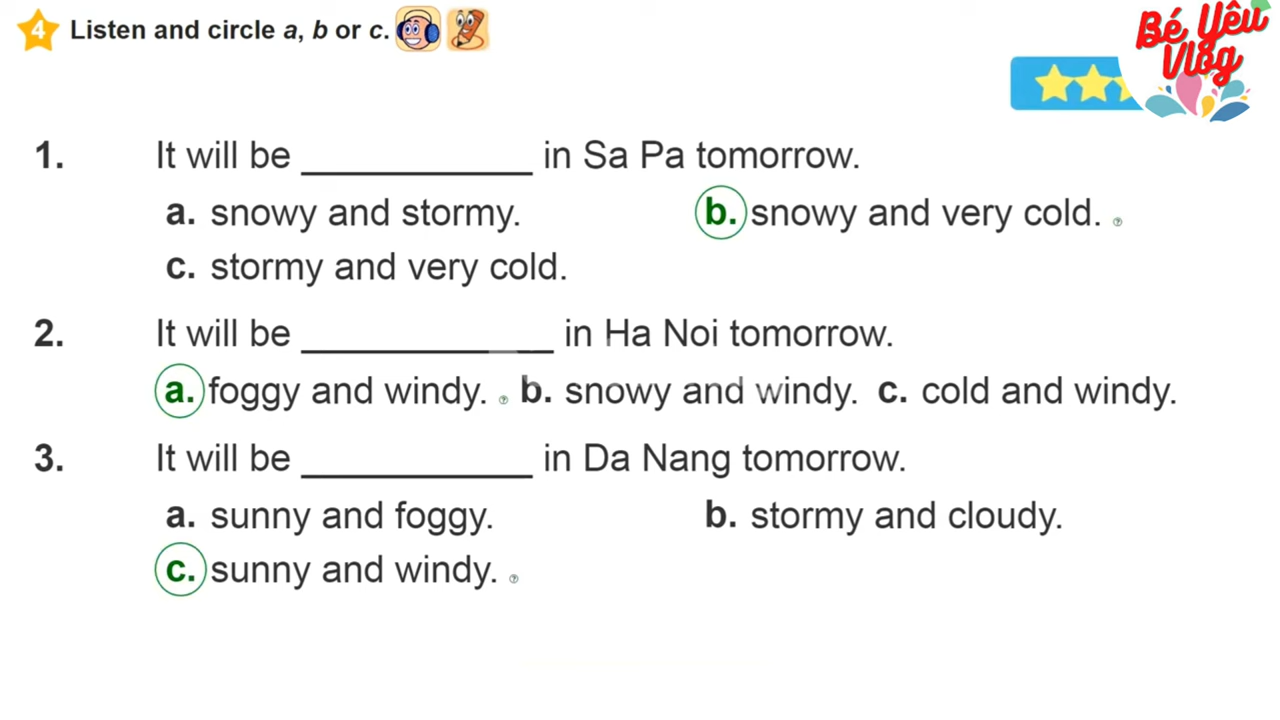 4 Listen and circle a, b or c.
Bé Yêu
Vlog
1. It will be ___________ in Sa Pa tomorrow.
a. snowy and stormy. b. snowy and very cold.
c. stormy and very cold.
2. It will be ____________ in Ha Noi tomorrow.
a. foggy and windy. b. snowy and windy. c. cold and windy.
3. It will be ___________ in Da Nang tomorrow.
a. sunny and foggy. b. stormy and cloudy.
c. sunny and windy.